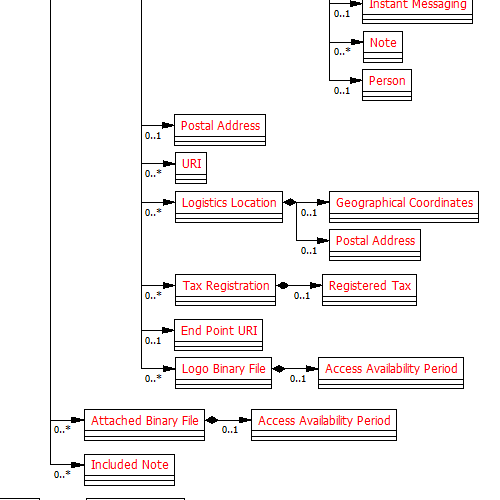 Instant Messaging
0..1
Note
0..*
Person
0..1
Postal Address
0..1
URI
0..*
Logistics Location
Geographical Coordinates
0..*
0..1
Postal Address
0..1
Tax Registration
Registered Tax
0..*
0..1
End Point URI
0..1
Logo Binary File
Access Availability Period
0..*
0..1
Attached Binary File
Access Availability Period
0..*
0..1
Included Note
0..*